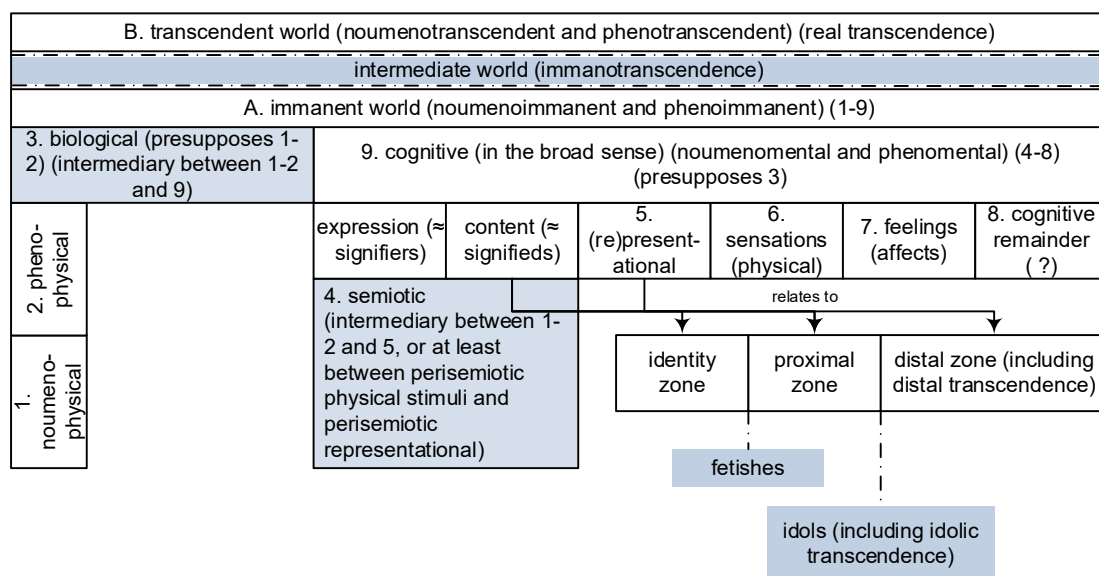 B. transcendent world (noumenotranscendent and phenotranscendent) (real transcendence)
intermediate world (immanotranscendence)
A. immanent world (noumenoimmanent and phenoimmanent) (1-9)
3. biological (presupposes 1-
2) (intermediary between 1-2
and 9)
9. cognitive (in the broad sense) (noumenomental and phenomental) (4-8)
(presupposes 3)
2. pheno-
physical
1.
noumeno-
physical
expression (≈
signifiers)
content (≈
signifieds)
5.
(re)present-
ational
6.
sensations
(physical)
7. feelings
(affects)
8. cognitive
remainder
( ?)
4. semiotic
(intermediary between 1-
2 and 5, or at least
between perisemiotic
physical stimuli and
perisemiotic
representational)
relates to
identity
zone
proximal
zone
distal zone (including
distal transcendence)
fetishes
idols (including idolic
transcendence)